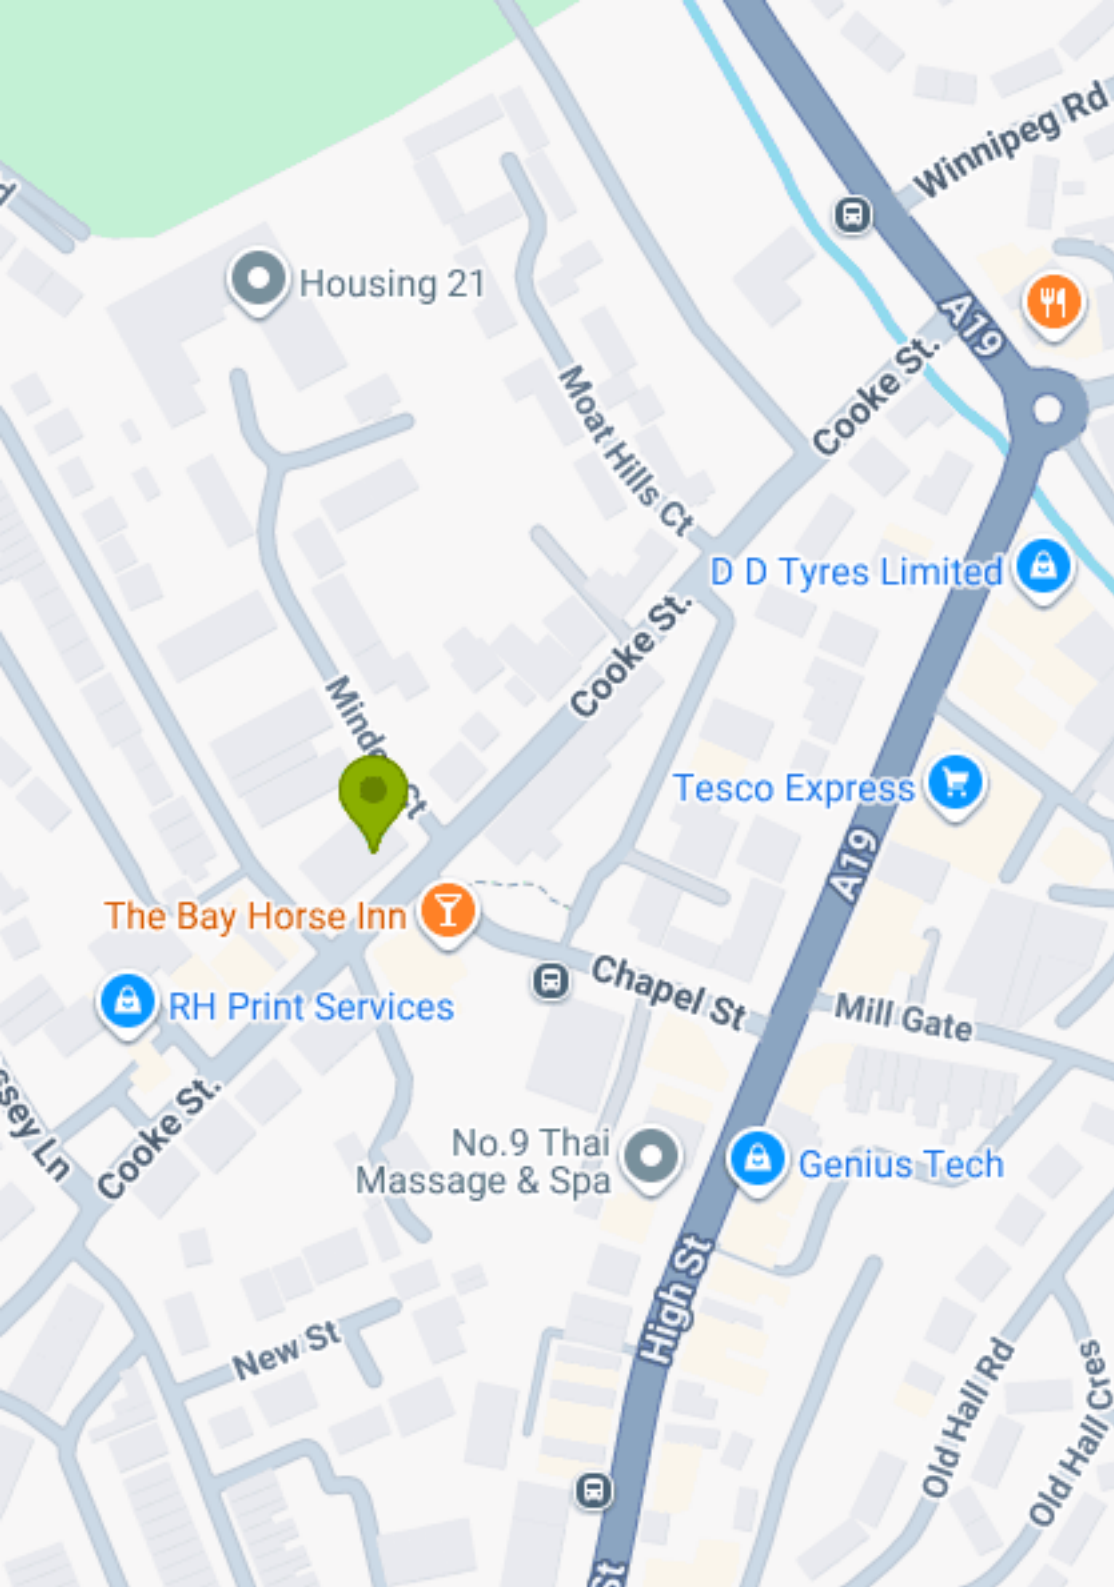 Winnipeg Rd
Housing 21
A19
Cooke St.
Moat Hills Ct
D D Tyres Limited
Cooke St.
Tesco Express
A19
The Bay Horse Inn
RH Print Services
Chapel St
Mill Gate
Cooke St.
No.9 Thai
Massage & Spa
Genius Tech
High St
New St
Old Hall Rd
Old Hall Cres